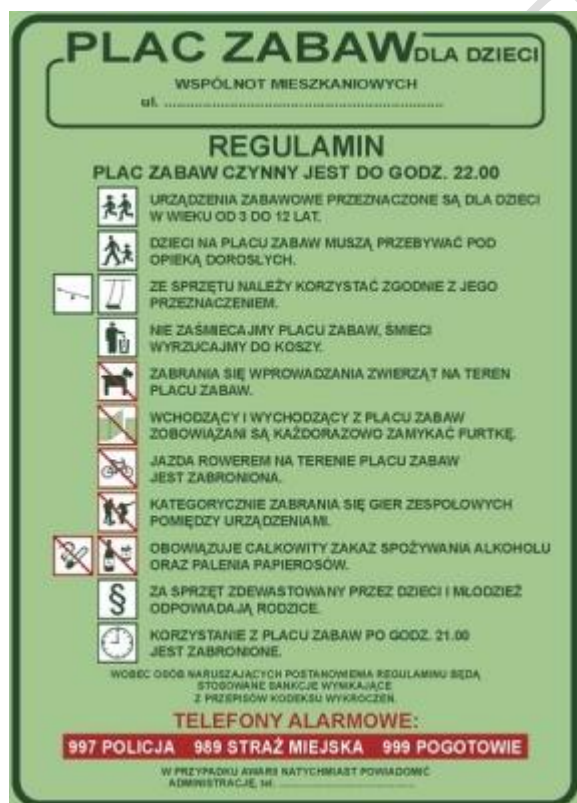 PLAC ZABAW DLA DZIECI
WSPÓLNOT MIESZKANIOWYCH
ul. ................................................
REGULAMIN
PLAC ZABAW CZYNNY JEST DO GODZ. 22.00
URZĄDZENIA ZABAWOWE PRZEZNACZONE SĄ DLA DZIECI
W WIEKU OD 3 DO 12 LAT.
DZIECI NA PLACU ZABAW MUSZĄ PRZEBYWAĆ POD
OPIEKĄ DOROSŁYCH.
ZE SPRZĘTU NALEŻY KORZYSTAĆ ZGODNIE Z JEGO
PRZEZNACZENIEM.
NIE ZAŚMIECAJMY PLACU ZABAW, ŚMIECI
WYRZUCAJMY DO KOSZY.
ZABRANIA SIĘ WPROWADZANIA ZWIERZĄT NA TEREN
PLACU ZABAW.
WCHODZĄCY I WYCHODZĄCY Z PLACU ZABAW
ZOBOWIĄZANI SĄ KAŻDORAZOWO ZAMYKAĆ FURTKĘ.
JAZDA ROWEREM NA TERENIE PLACU ZABAW
JEST ZABRONIONA.
KATEGORYCZNIE ZABRANIA SIĘ GIER ZESPOŁOWYCH
POMIĘDZY URZĄDZENIAMI.
OBOWIĄZUJE CAŁKOWITY ZAKAZ SPOŻYWANIA ALKOHOLU
ORAZ PALENIA PAPIEROSÓW.
§ ZA SPRZĘT ZDEWASTOWANY PRZEZ DZIECI I MŁODZIEŻ
ODPOWIADAJĄ RODZICE.
KORZYSTANIE Z PLACU ZABAW PO GODZ. 21.00
JEST ZABRONIONE.
WOBEC OSÓB NARUSZAJĄCYCH POSTANOWIENIA REGULAMINU BĘDĄ
STOSOWANE SANKCJE WYNIKAJĄCE
Z PRZEPISÓW KODEKSU WYKROCZEŃ.
TELEFONY ALARMOWE:
997 POLICJA 989 STRAŻ MIEJSKA 999 POGOTOWIE
W PRZYPADKU AWARII NATYCHMIAST POWIADOMIĆ
ADMINISTRACJĘ, tel. ................................